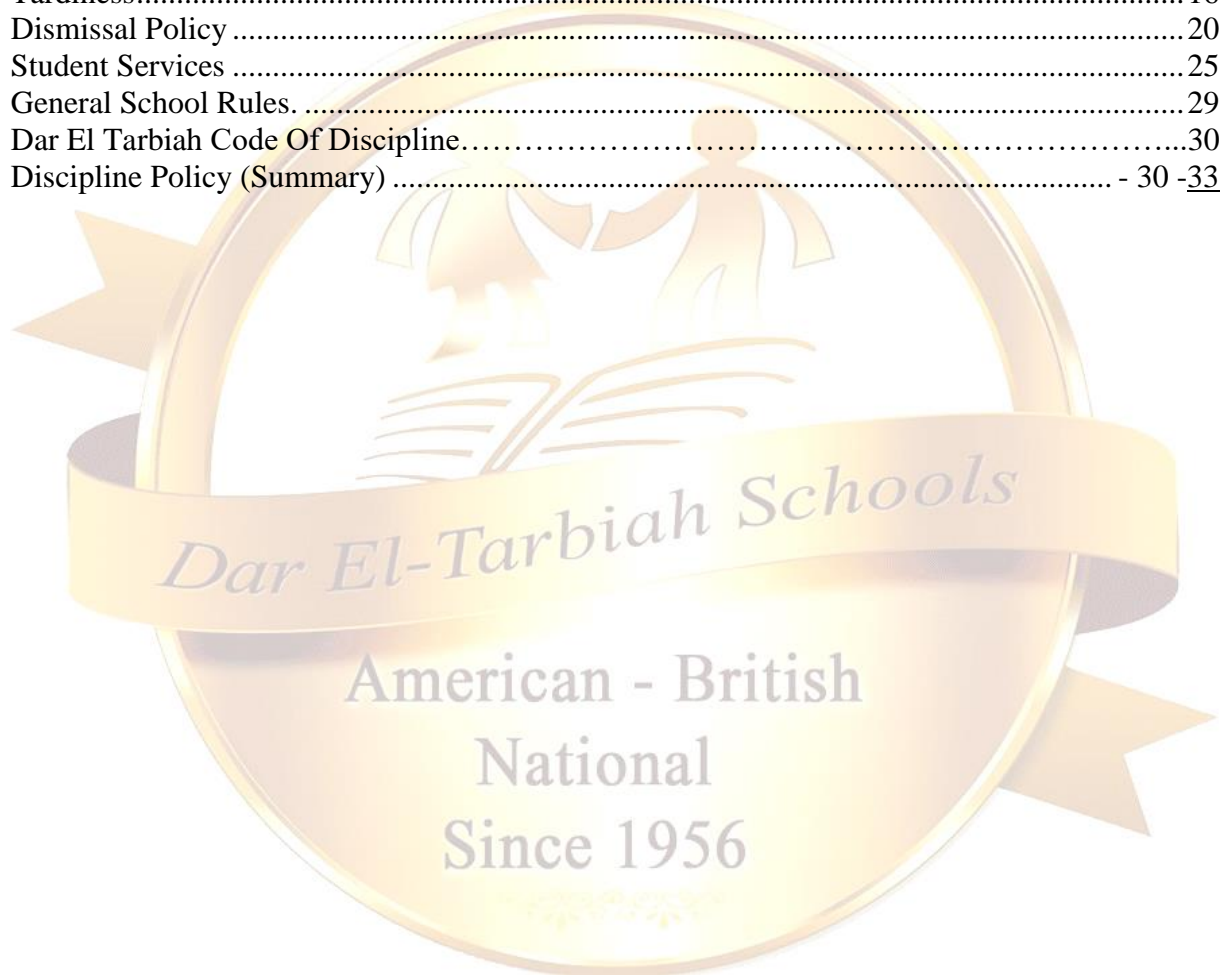 Dismissal Policy ........................................................................................................................ 20
Student Services ........................................................................................................................ 25
General School Rules. ............................................................................................................... 29
Dar El Tarbiah Code Of Discipline……………………………………………………………………...30
Discipline Policy (Summary) .......................................................................................... - 30 -33
Dar El-Tarbiah Schools
American - British
National
Since 1956